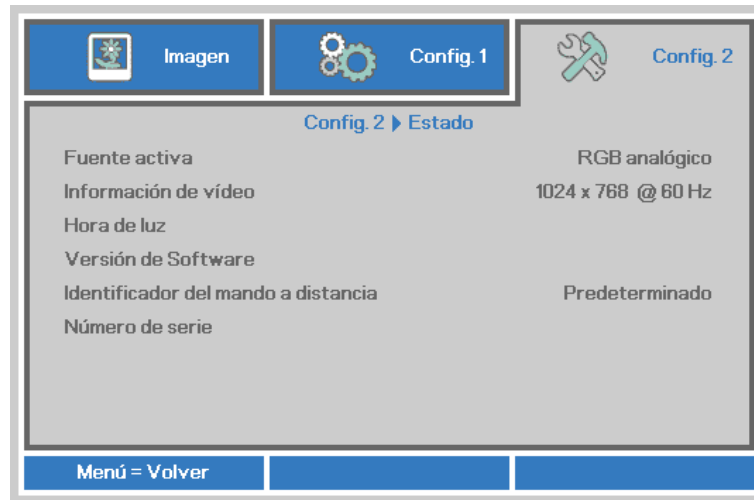 Imagen
Config. 1
Config. 2
Config. 2 ▶ Estado
Fuente activa RGB analógico
Información de vídeo 1024 x 768 @ 60 Hz
Hora de luz
Versión de Software
Identificador del mando a distancia Predeterminado
Número de serie
Menú = Volver